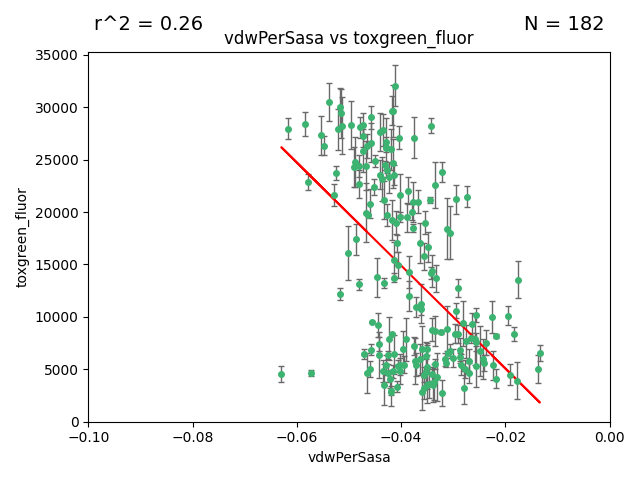 r^2 = 0.26
N = 182
vdwPerSasa vs toxgreen_fluor
35000
30000
25000
20000
15000
10000
5000
0
toxgreen_fluor
−0.10
−0.08
−0.06
−0.04
−0.02
0.00
vdwPerSasa